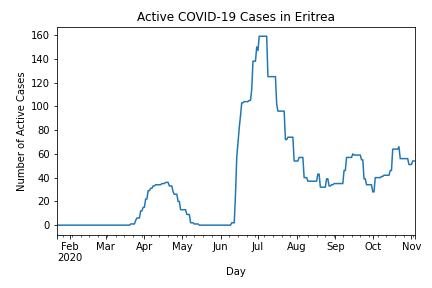 Active COVID-19 Cases in Eritrea
160
140
120
100
80
60
40
20
0
Number of Active Cases
Feb Mar Apr May Jun Jul Aug Sep Oct Nov
2020
Day